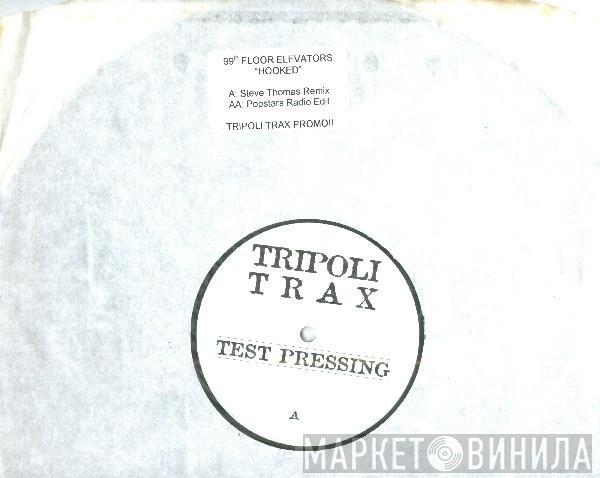 99th FLOOR ELEVATORS
"HOOKED"
A: Steve Thomas Remix
AA: Popstars Radio Edit
TRIPOLI TRAX PROMO!!
TRIPOLI
TRAX
TEST PRESSING
A
МАРКЕТ ВИНИЛА